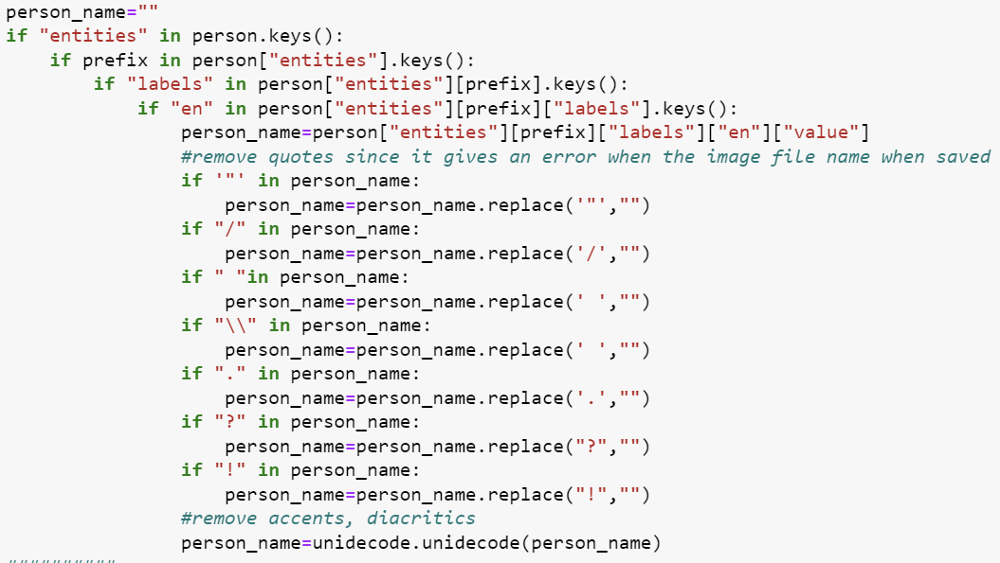 person_name=""
if "entities" in person.keys():
    if prefix in person["entities"].keys():
        if "labels" in person["entities"][prefix].keys():
            if "en" in person["entities"][prefix]["labels"].keys():
                person_name=person["entities"][prefix]["labels"]["en"]["value"]
                #remove quotes since it gives an error when the image file name when saved
                if '"' in person_name:
                    person_name=person_name.replace('"',"")
                if "/" in person_name:
                    person_name=person_name.replace('/',"")
                if " "in person_name:
                    person_name=person_name.replace(' ',"")
                if "\\" in person_name:
                    person_name=person_name.replace(' ',"")
                if "." in person_name:
                    person_name=person_name.replace('.',"")
                if "?" in person_name:
                    person_name=person_name.replace("?","")
                if "!" in person_name:
                    person_name=person_name.replace("!","")
                #remove accents, diacritics
                person_name=unidecode.unidecode(person_name)
##########